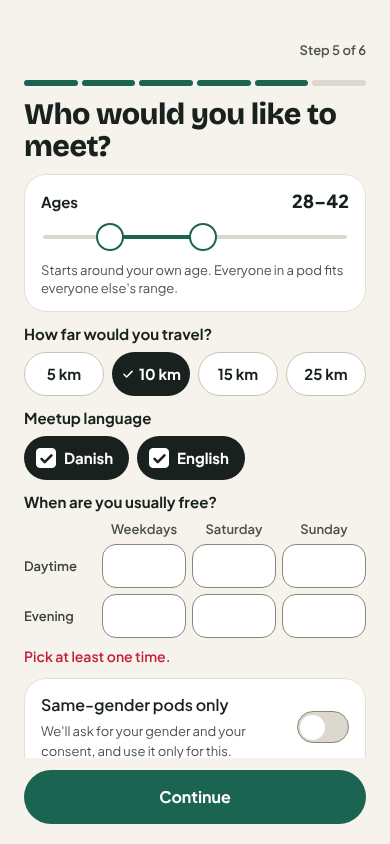 Step 5 of 6
Who would you like to
meet?
Ages
28–42
Starts around your own age. Everyone in a pod fits
everyone else's range.
How far would you travel?
5 km
10 km
15 km
25 km
Meetup language
Danish
English
When are you usually free?
Weekdays
Saturday
Sunday
Daytime
Evening
Pick at least one time.
Same-gender pods only
We'll ask for your gender and your
consent, and use it only for this.
Continue